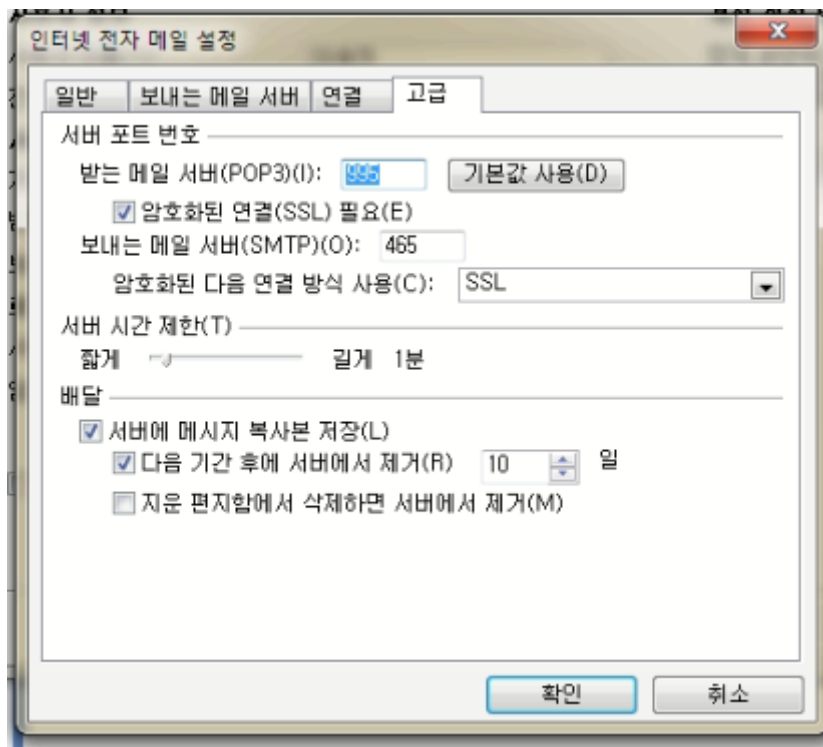 인터넷 전자 메일 설정
일반 보내는 메일 서버 연결 고급
서버 포트 번호
받는 메일 서버(POP3)(I): 995 기본값 사용(D)
암호화된 연결(SSL) 필요(E)
보내는 메일 서버(SMTP)(O): 465
암호화된 다음 연결 방식 사용(C): SSL
서버 시간 제한(T)
짧게 길게 1분
배달
서버에 메시지 복사본 저장(L)
다음 기간 후에 서버에서 제거(R) 10 일
지운 편지함에서 삭제하면 서버에서 제거(M)
확인 취소